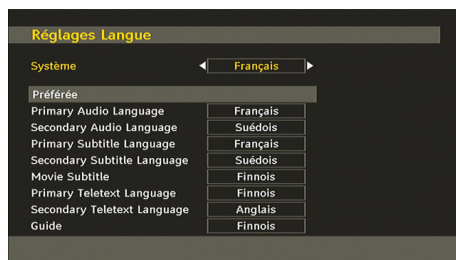 Réglages Langue
Système Français
Préférée
Primary Audio Language Français
Secondary Audio Language Suédois
Primary Subtitle Language Français
Secondary Subtitle Language Suédois
Movie Subtitle Finnois
Primary Teletext Language Finnois
Secondary Teletext Language Anglais
Guide Finnois